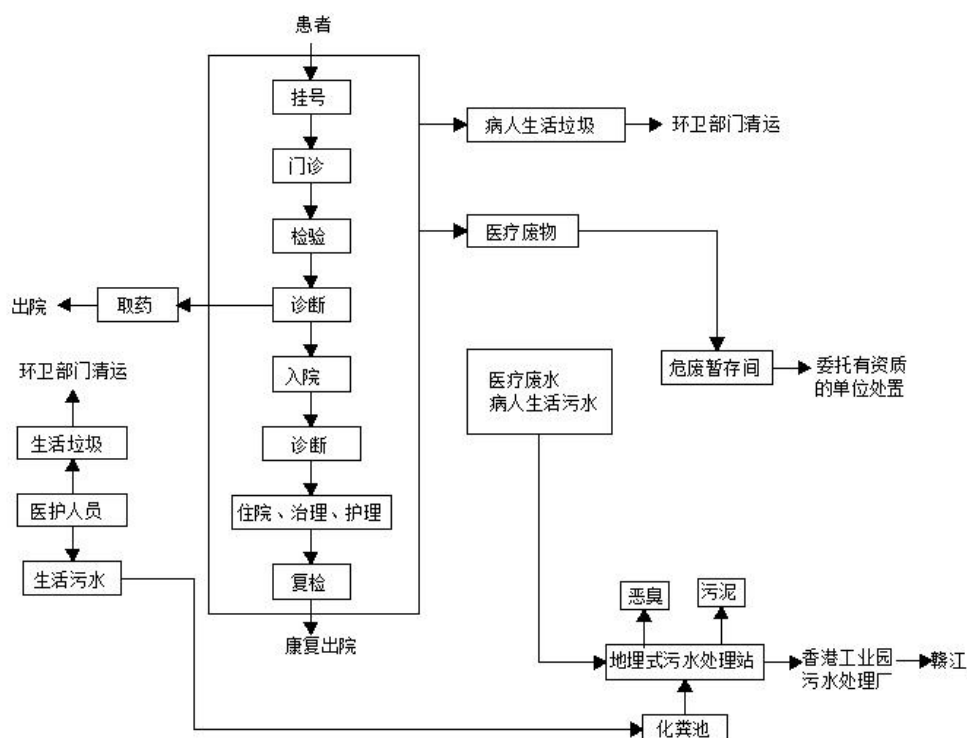 患者
挂号
门诊
检验
诊断
取药
出院
入院
诊断
住院、治理、护理
复检
康复出院
病人生活垃圾
环卫部门清运
医疗废物
危废暂存间
委托有资质
的单位处置
医疗废水
病人生活污水
环卫部门清运
生活垃圾
医护人员
生活污水
恶臭
污泥
地埋式污水处理站
香港工业园
污水处理厂
赣江
化粪池